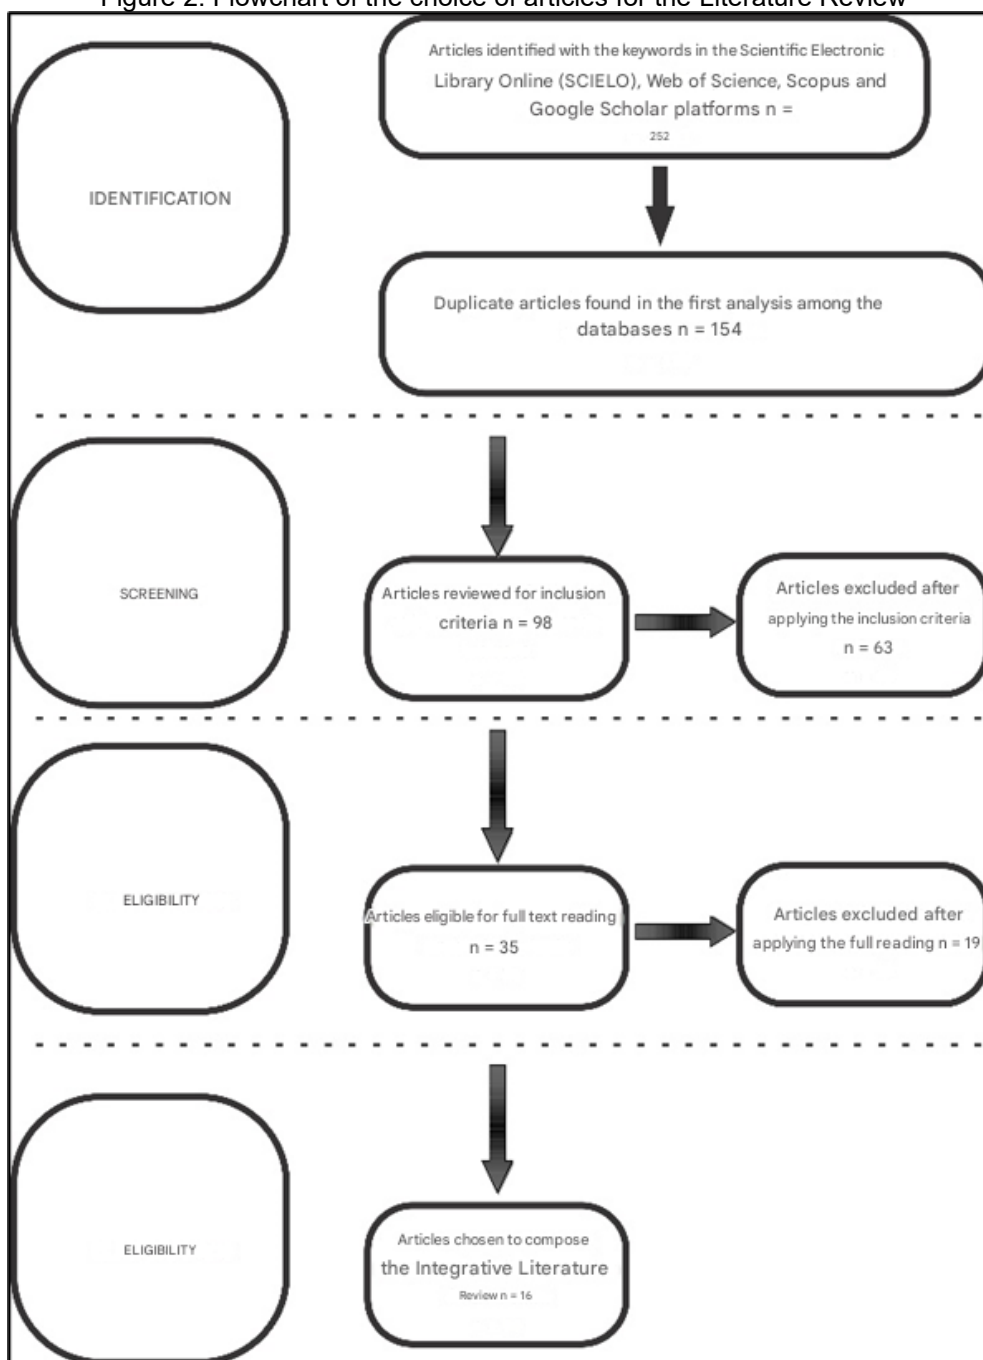 Figure 2. Flowchart of the choice of articles for the Literature Review
Articles identified with the keywords in the Scientific Electronic
Library Online (SCIELO), Web of Science, Scopus and
Google Scholar platforms n =
252
IDENTIFICATION
Duplicate articles found in the first analysis among the
databases n = 154
SCREENING
Articles reviewed for inclusion
criteria n = 98
Articles excluded after
applying the inclusion criteria
n = 63
ELIGIBILITY
Articles eligible for full text reading
n = 35
Articles excluded after
applying the full reading n = 19
ELIGIBILITY
Articles chosen to compose
the Integrative Literature
Review n = 16